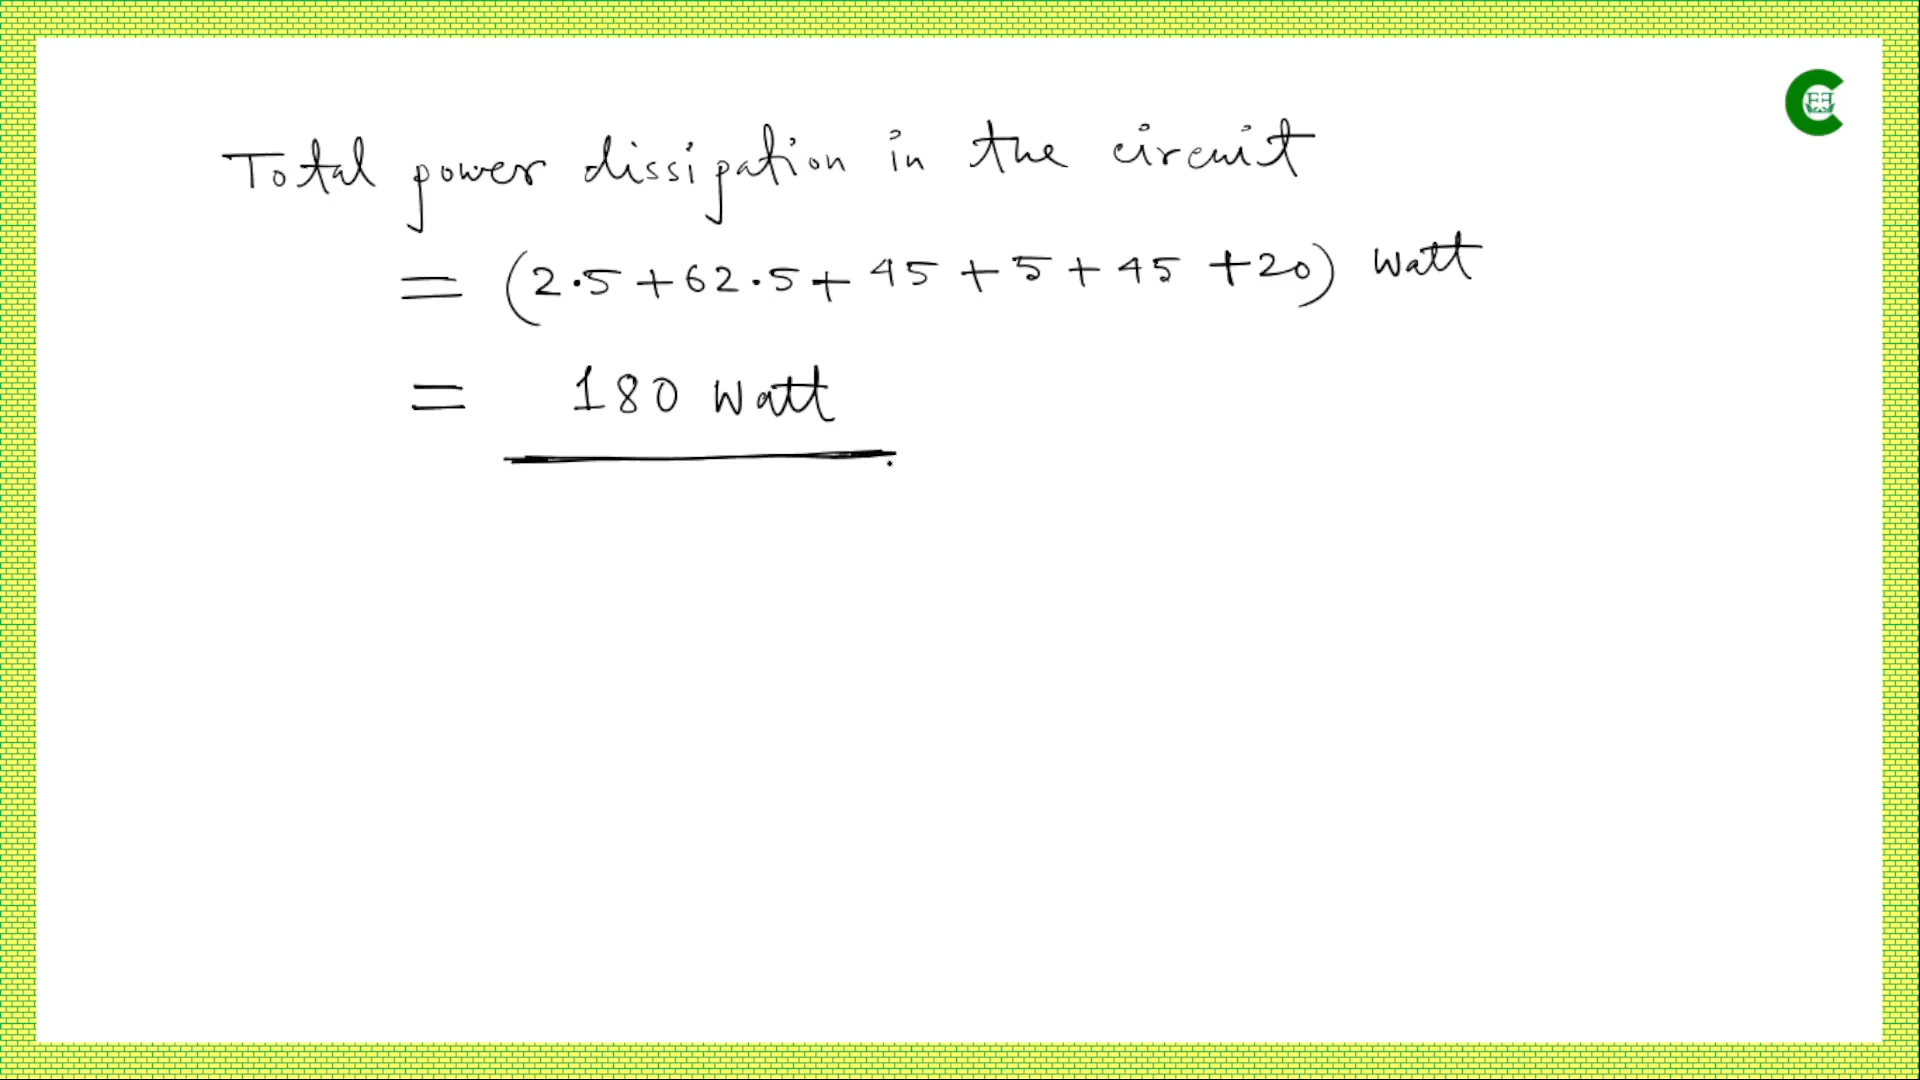 Total power dissipation in the circuit
= (2.5 + 62.5 + 45 + 5 + 45 + 20) Watt
= 180 Watt